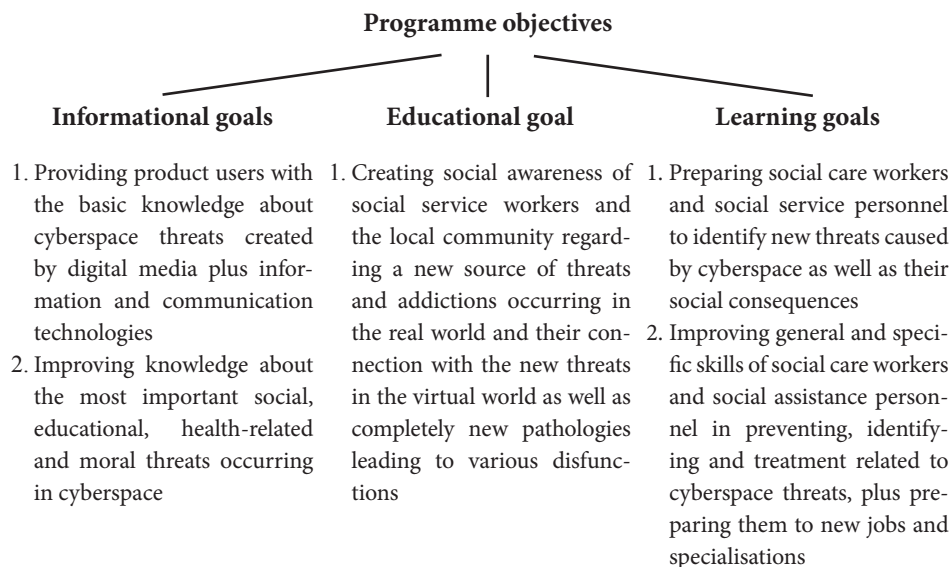 Programme objectives
Informational goals
1. Providing product users with
the basic knowledge about
cyberspace threats created
by digital media plus infor-
mation and communication
technologies
2. Improving knowledge about
the most important social,
educational, health-related
and moral threats occurring
in cyberspace
Educational goal
1. Creating social awareness of
social service workers and
the local community regard-
ing a new source of threats
and addictions occurring in
the real world and their con-
nection with the new threats
in the virtual world as well as
completely new pathologies
leading to various disfunc-
tions
Learning goals
1. Preparing social care workers
and social service personnel
to identify new threats caused
by cyberspace as well as their
social consequences
2. Improving general and speci-
fic skills of social care workers
and social assistance person-
nel in preventing, identify-
ing and treatment related to
cyberspace threats, plus pre-
paring them to new jobs and
specialisations